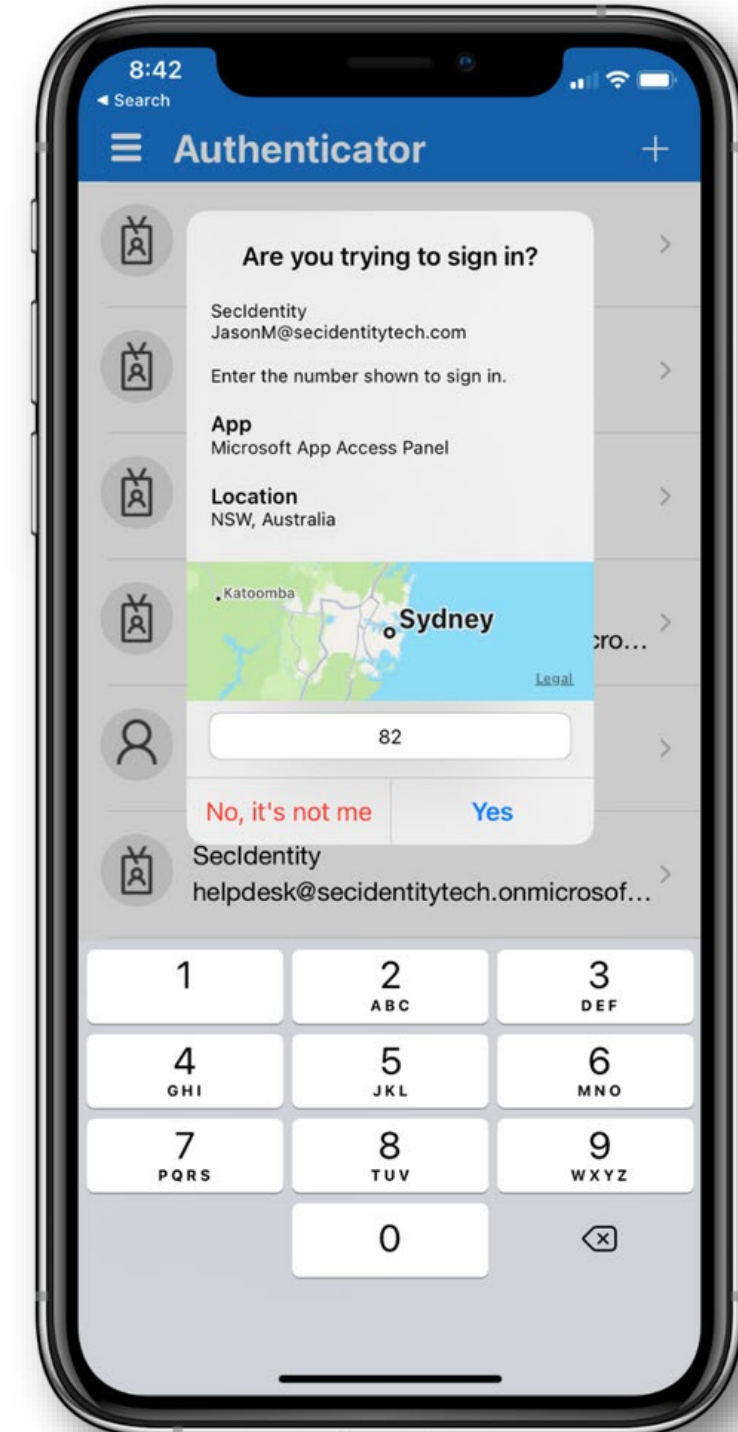 8:42
◀ Search
Authenticator
Are you trying to sign in?
SecIdentity
JasonM@secidentitytech.com
Enter the number shown to sign in.
App
Microsoft App Access Panel
Location
NSW, Australia
Katoomba
Sydney
Legal
cro...
82
No, it's not me
Yes
SecIdentity
helpdesk@secidentitytech.onmicrosof...
1
2
ABC
3
DEF
4
GHI
5
JKL
6
MNO
7
PQRS
8
TUV
9
WXYZ
0